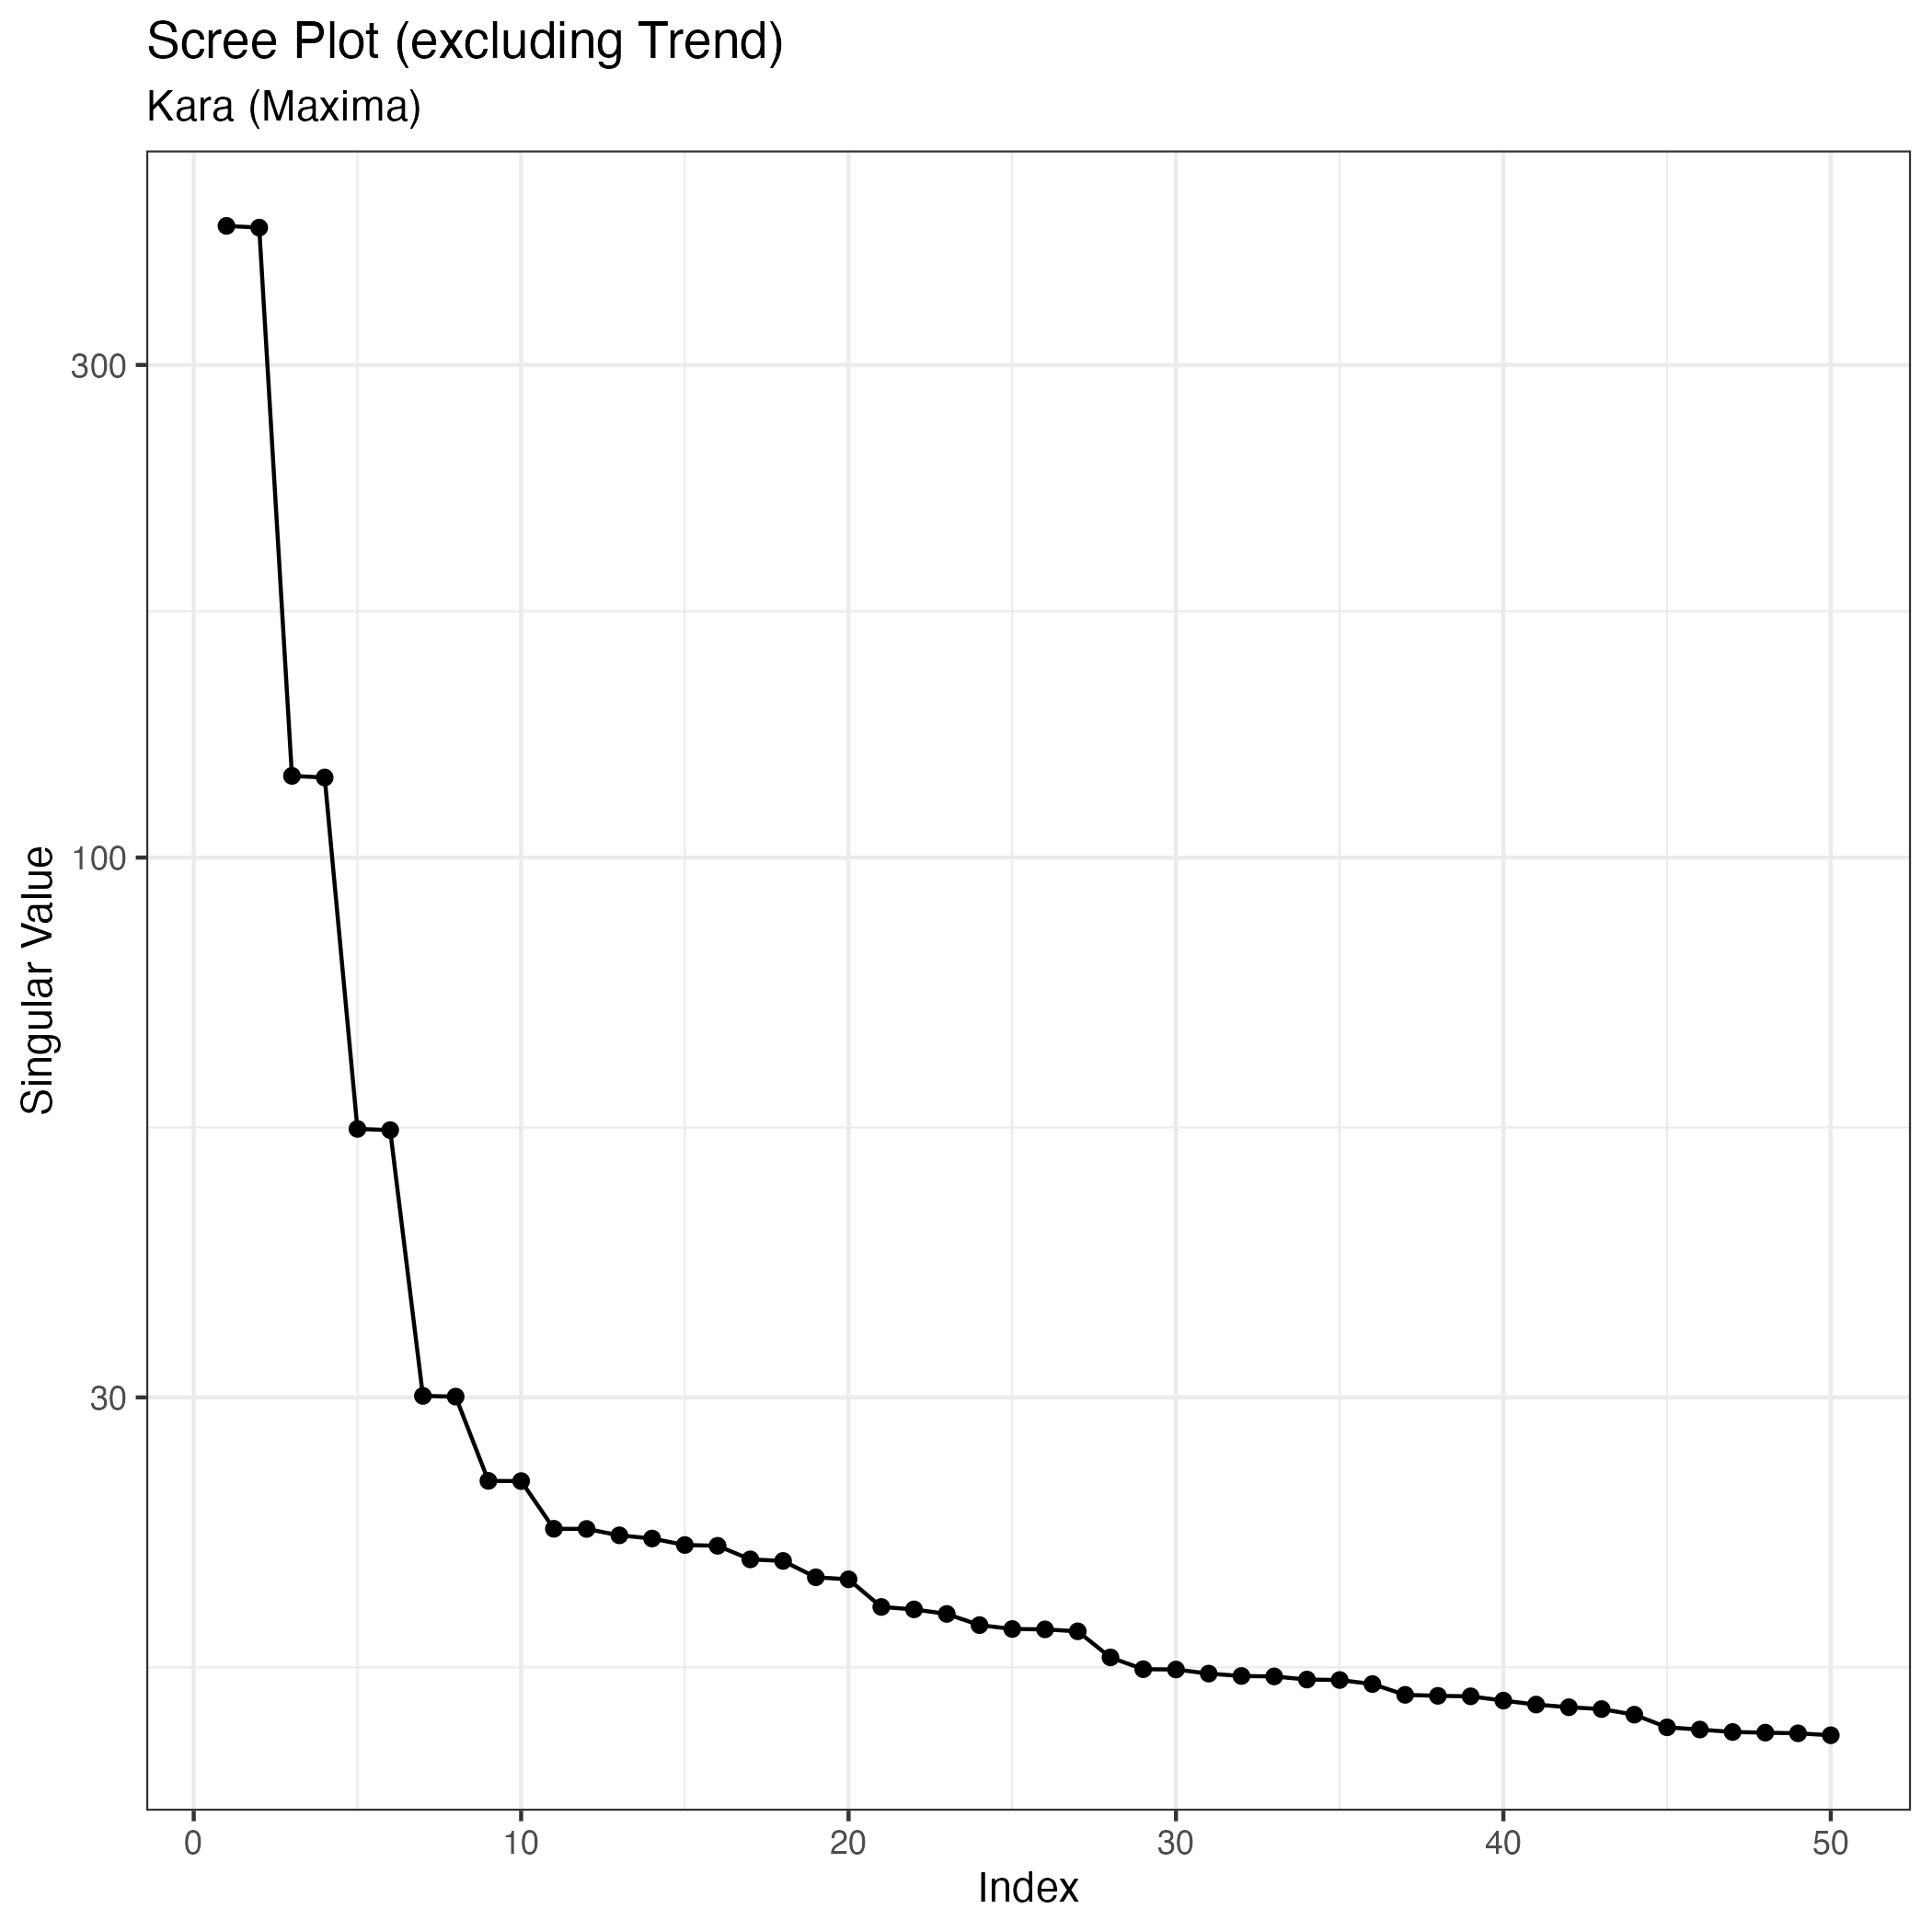 Scree Plot (excluding Trend)
Kara (Maxima)
300
100
30
Singular Value
0 10 20 30 40 50
Index